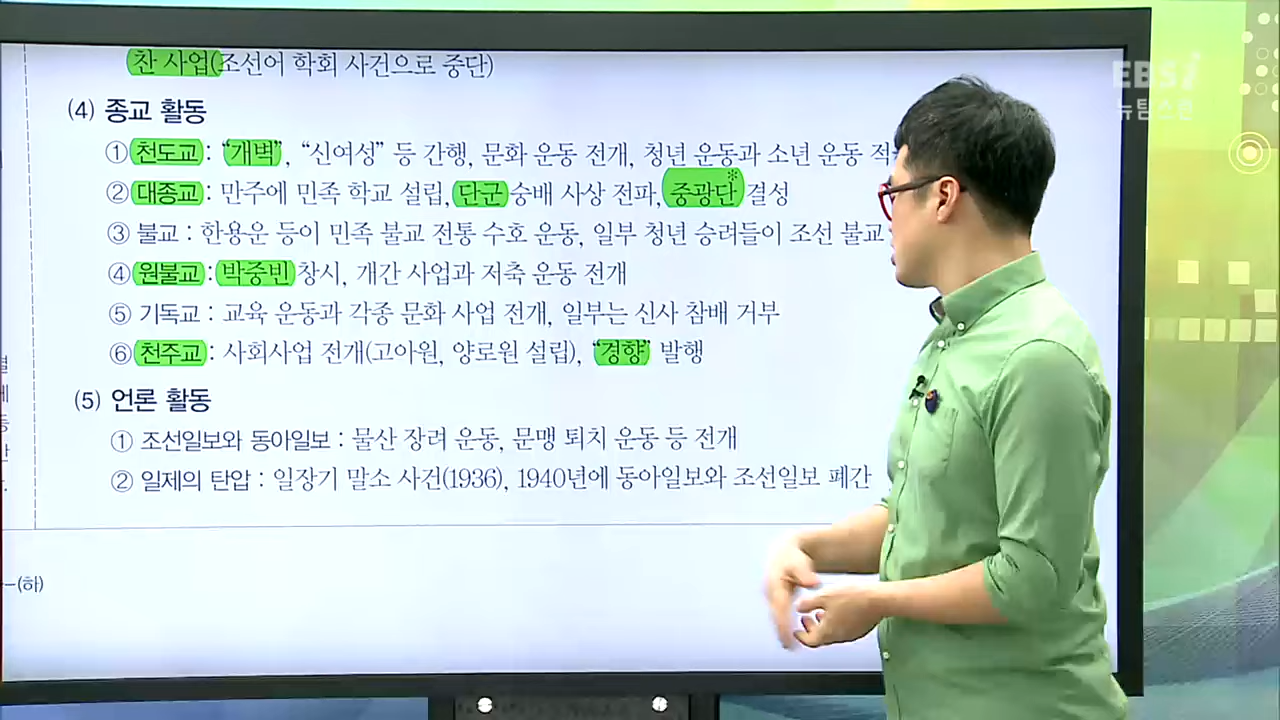 찬 사업(조선어 학회 사건으로 중단)
(4) 종교 활동
① 천도교 : “개벽”, “신여성” 등 간행, 문화 운동 전개, 청년 운동과 소년 운동
② 대종교 : 만주에 민족 학교 설립, 단군 숭배 사상 전파, 중광단※ 결성
③ 불교 : 한용운 등이 민족 불교 전통 수호 운동, 일부 청년 승려들이 조선 불교
④ 원불교 : 박중빈 창시, 개간 사업과 저축 운동 전개
⑤ 기독교 : 교육 운동과 각종 문화 사업 전개, 일부는 신사 참배 거부
⑥ 천주교 : 사회사업 전개(고아원, 양로원 설립), “경향” 발행
(5) 언론 활동
① 조선일보와 동아일보 : 물산 장려 운동, 문맹 퇴치 운동 등 전개
② 일제의 탄압 : 일장기 말소 사건(1936), 1940년에 동아일보와 조선일보 폐간
–(하)
EBSi
뉴탐스런